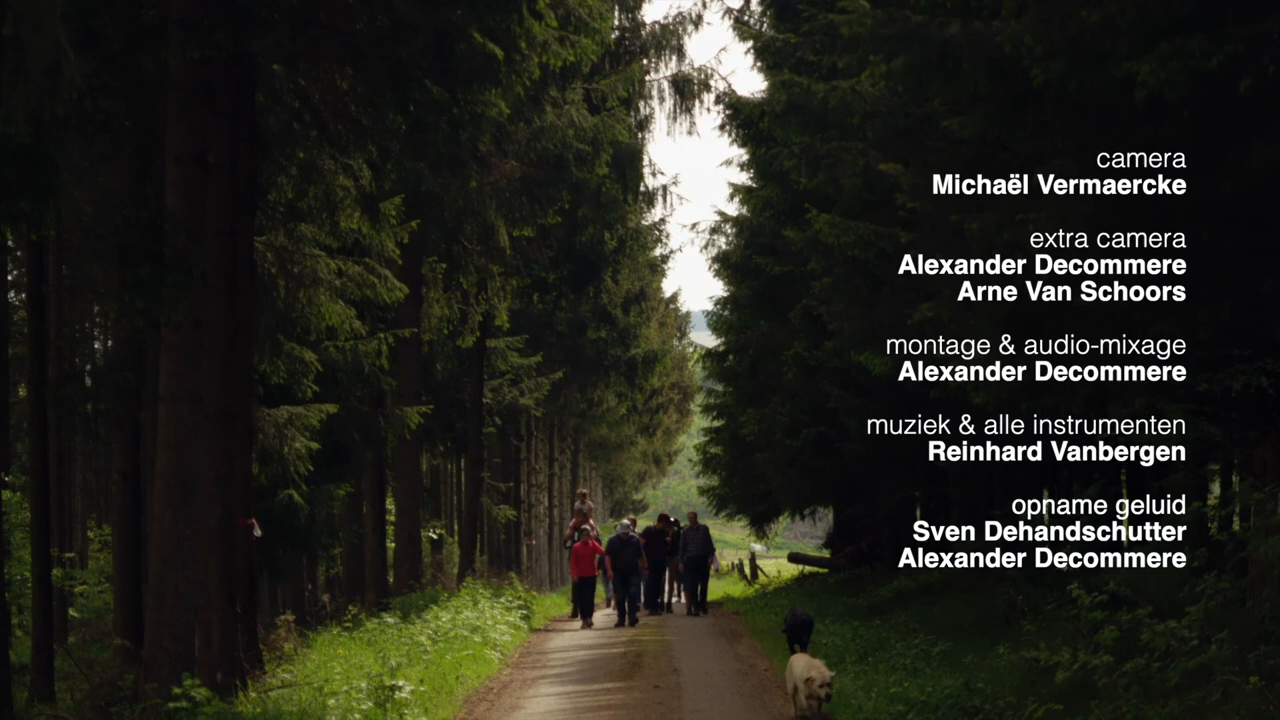 camera
Michaël Vermaercke
extra camera
Alexander Decommere
Arne Van Schoors
montage & audio-mixage
Alexander Decommere
muziek & alle instrumenten
Reinhard Vanbergen
opname geluid
Sven Dehandschutter
Alexander Decommere